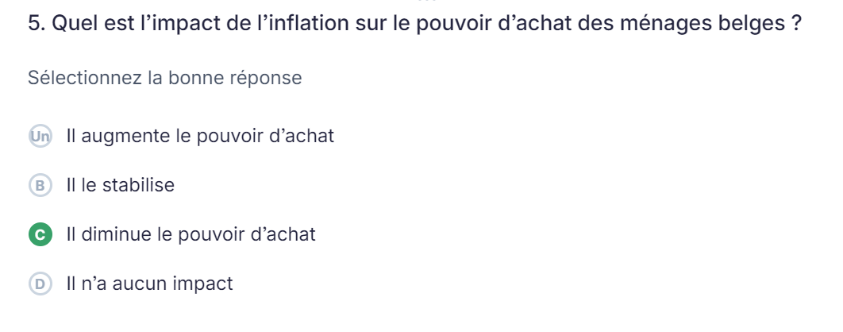 5. Quel est l’impact de l’inflation sur le pouvoir d’achat des ménages belges ?
Sélectionnez la bonne réponse
Un Il augmente le pouvoir d’achat
B Il le stabilise
C Il diminue le pouvoir d’achat
D Il n’a aucun impact